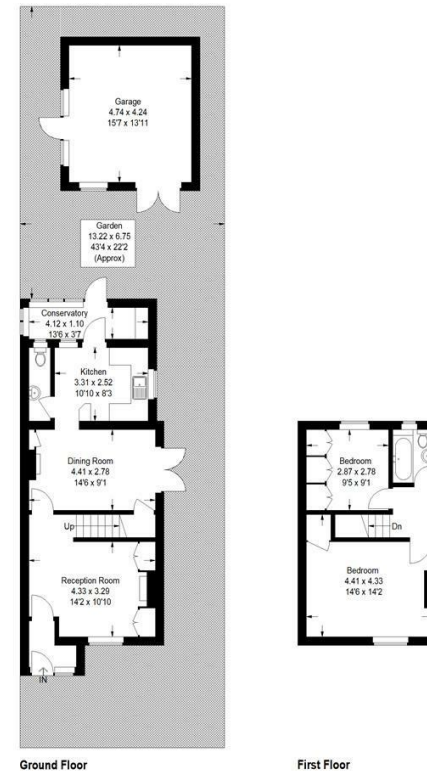 Garage
4.74 x 4.24
15'7 x 13'11
Garden
13.22 x 6.75
43'4 x 22'2
(Approx)
Conservatory
4.12 x 1.10
13'6 x 3'7
Kitchen
3.31 x 2.52
10'10 x 8'3
Dining Room
4.41 x 2.78
14'6 x 9'1
Up
Reception Room
4.33 x 3.29
14'2 x 10'10
IN
Ground Floor
Bedroom
2.87 x 2.78
9'5 x 9'1
Dn
Bedroom
4.41 x 4.33
14'6 x 14'2
First Floor